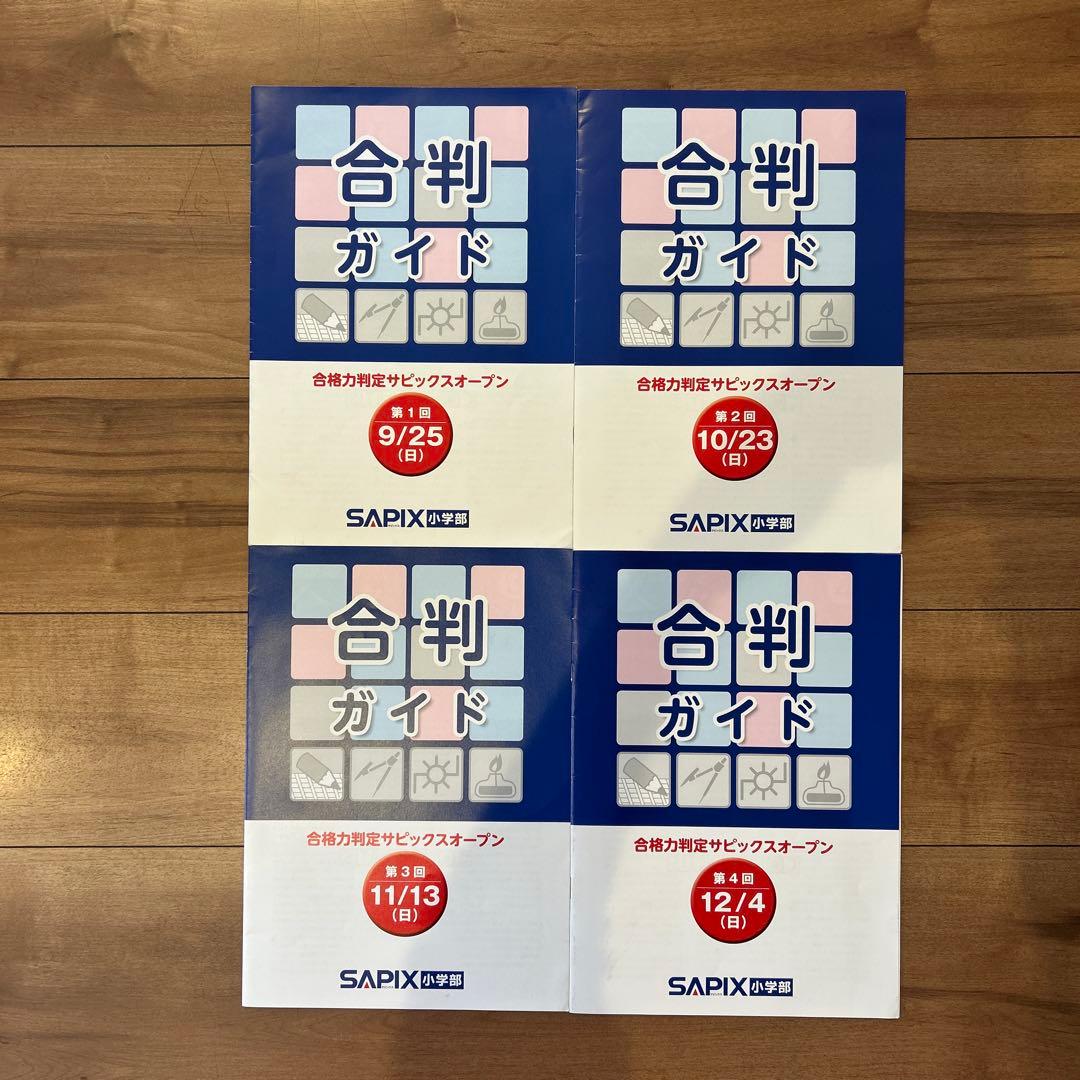 合判
ガイド
合格力判定サピックスオープン
第1回
9/25
(日)
SAPIX小学部
合判
ガイド
合格力判定サピックスオープン
第2回
10/23
(日)
SAPIX小学部
合判
ガイド
合格力判定サピックスオープン
第3回
11/13
(日)
SAPIX小学部
合判
ガイド
合格力判定サピックスオープン
第4回
12/4
(日)
SAPIX小学部